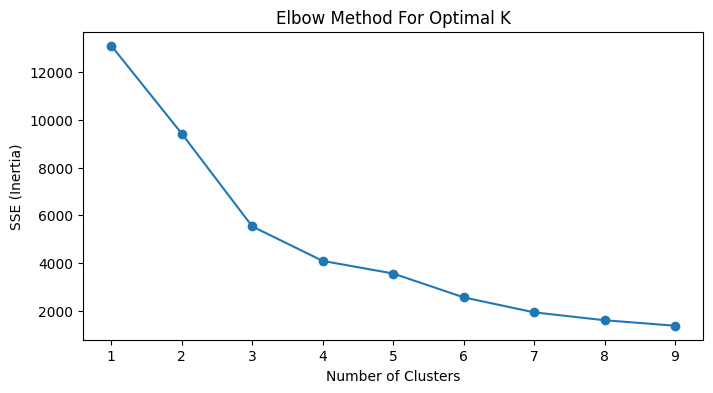 Elbow Method For Optimal K
12000
10000
8000
6000
4000
2000
SSE (Inertia)
1 2 3 4 5 6 7 8 9
Number of Clusters